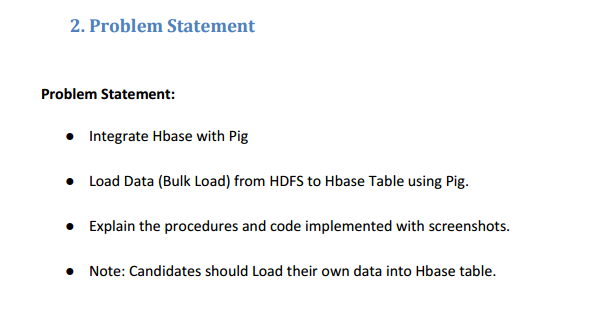 2. Problem Statement
Problem Statement:
● Integrate Hbase with Pig
● Load Data (Bulk Load) from HDFS to Hbase Table using Pig.
● Explain the procedures and code implemented with screenshots.
● Note: Candidates should Load their own data into Hbase table.